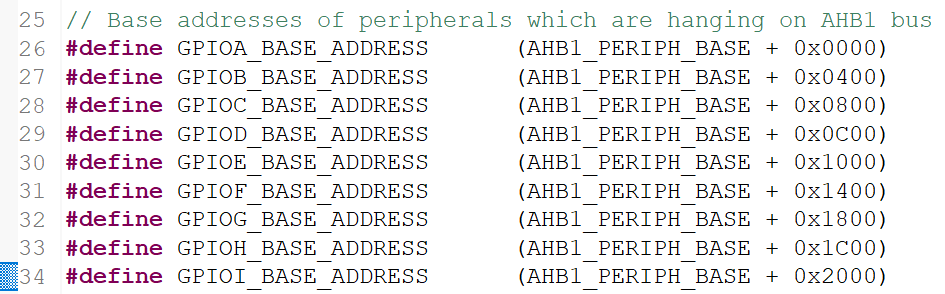 25 // Base addresses of peripherals which are hanging on AHB1 bus
26 #define GPIOA_BASE_ADDRESS (AHB1_PERIPH_BASE + 0x0000)
27 #define GPIOB_BASE_ADDRESS (AHB1_PERIPH_BASE + 0x0400)
28 #define GPIOC_BASE_ADDRESS (AHB1_PERIPH_BASE + 0x0800)
29 #define GPIOD_BASE_ADDRESS (AHB1_PERIPH_BASE + 0x0C00)
30 #define GPIOE_BASE_ADDRESS (AHB1_PERIPH_BASE + 0x1000)
31 #define GPIOF_BASE_ADDRESS (AHB1_PERIPH_BASE + 0x1400)
32 #define GPIOG_BASE_ADDRESS (AHB1_PERIPH_BASE + 0x1800)
33 #define GPIOH_BASE_ADDRESS (AHB1_PERIPH_BASE + 0x1C00)
34 #define GPIOI_BASE_ADDRESS (AHB1_PERIPH_BASE + 0x2000)